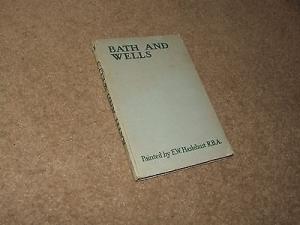 BATH AND
WELLS
Painted by E.W. Haslehust R.B.A.